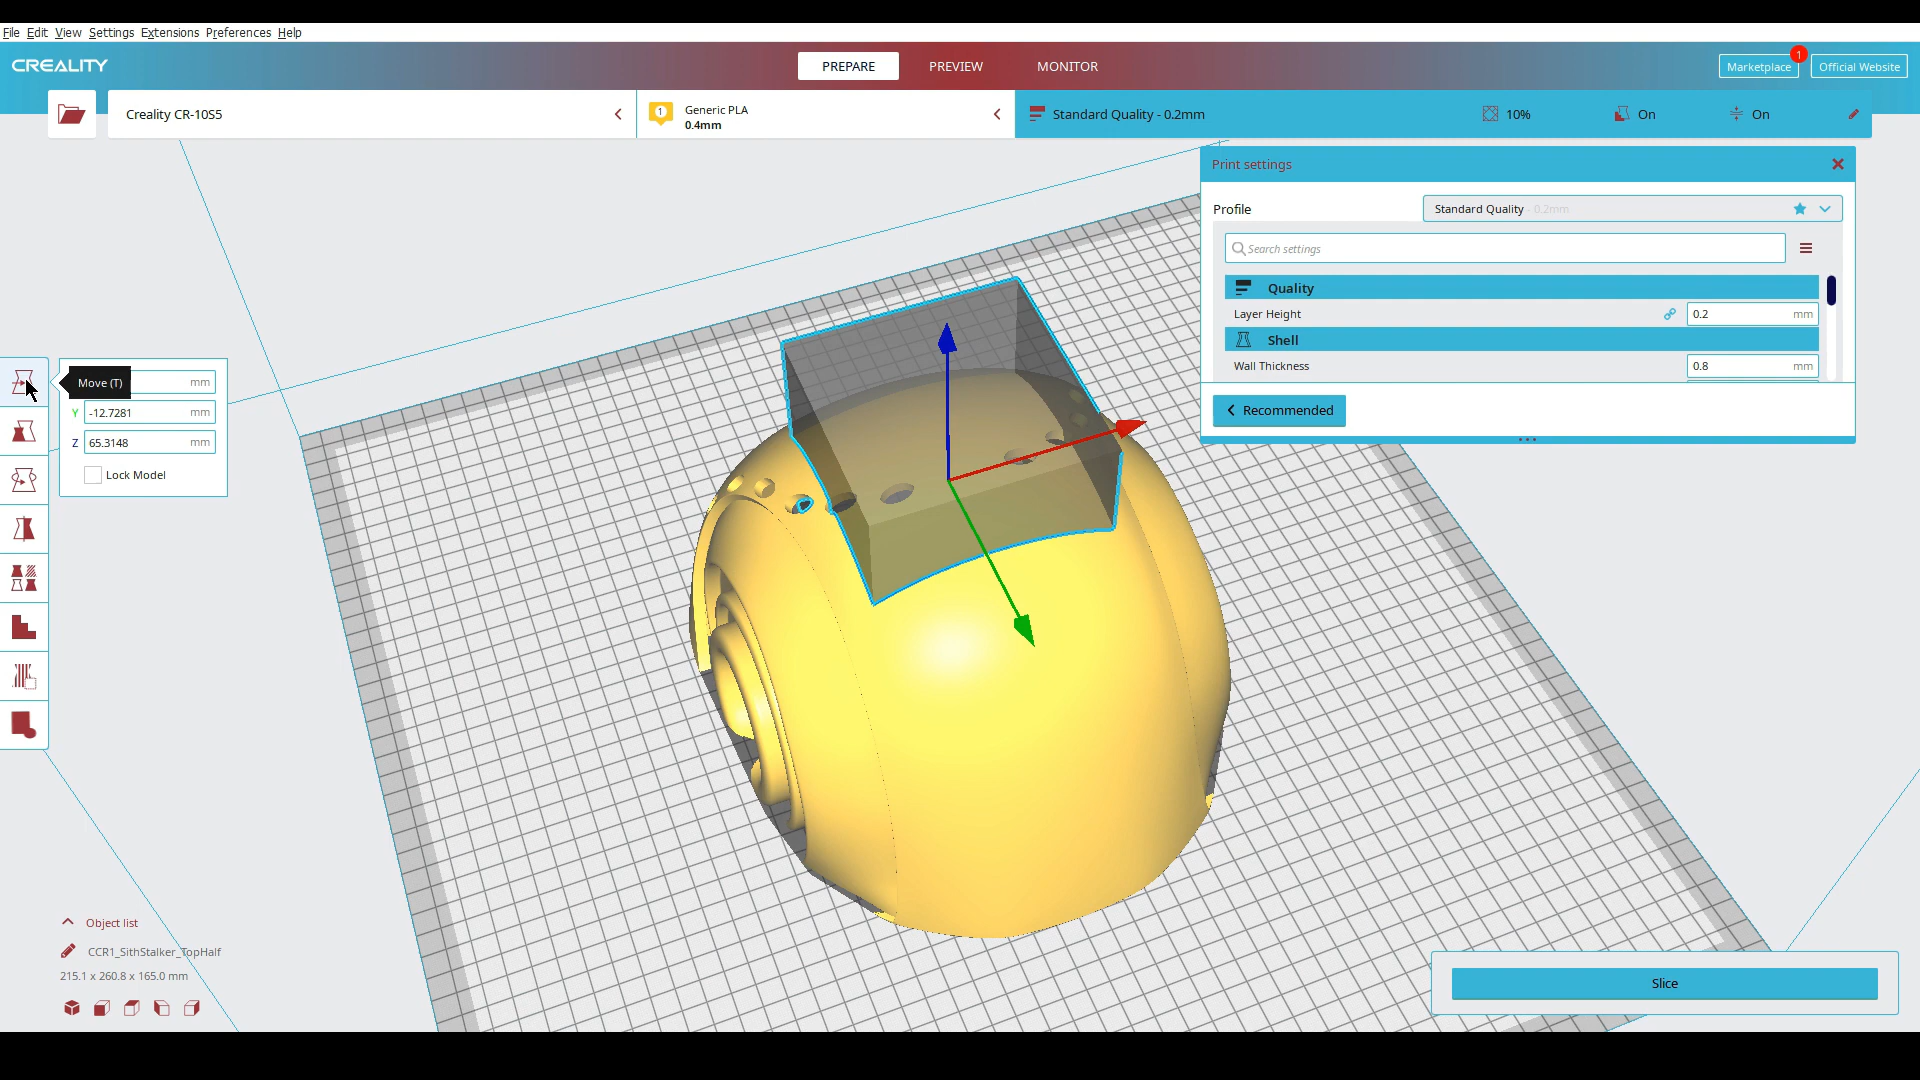 File Edit View Settings Extensions Preferences Help
CREALITY
PREPARE PREVIEW MONITOR
Marketplace 1 Official Website
Creality CR-10S5
1 Generic PLA
0.4mm
Standard Quality - 0.2mm 10% On On
Print settings
Profile Standard Quality - 0.2mm
Search settings
Quality
Layer Height 0.2 mm
Shell
Wall Thickness 0.8 mm
Recommended
Move (T) mm
Y -12.7281 mm
Z 65.3148 mm
Lock Model
Object list
CCR1_SithStalker_TopHalf
215.1 x 260.8 x 165.0 mm
Slice